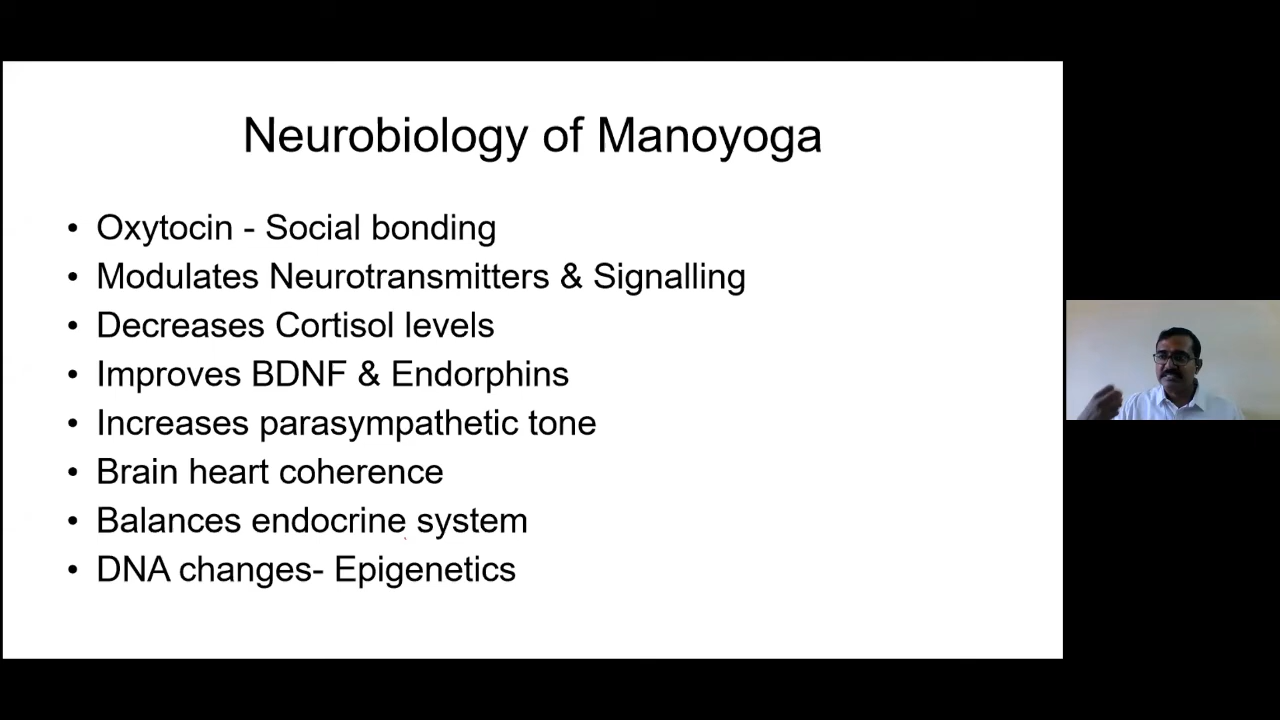 Neurobiology of Manoyoga
• Oxytocin - Social bonding
• Modulates Neurotransmitters & Signalling
• Decreases Cortisol levels
• Improves BDNF & Endorphins
• Increases parasympathetic tone
• Brain heart coherence
• Balances endocrine system
• DNA changes- Epigenetics